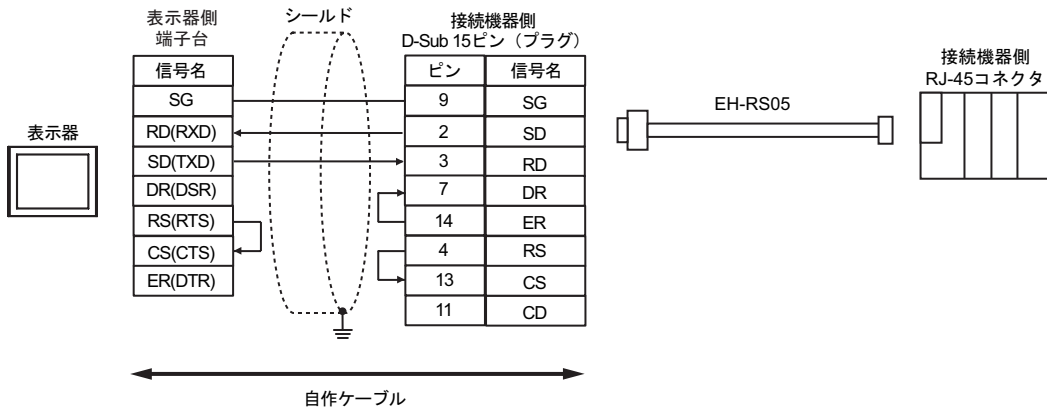 表示器
表示器側
端子台
シールド
接続機器側
D-Sub 15ピン（プラグ）
信号名
ピン
信号名
SG
9
SG
RD(RXD)
2
SD
SD(TXD)
3
RD
DR(DSR)
7
DR
RS(RTS)
14
ER
CS(CTS)
4
RS
ER(DTR)
13
CS
11
CD
自作ケーブル
EH-RS05
接続機器側
RJ-45コネクタ